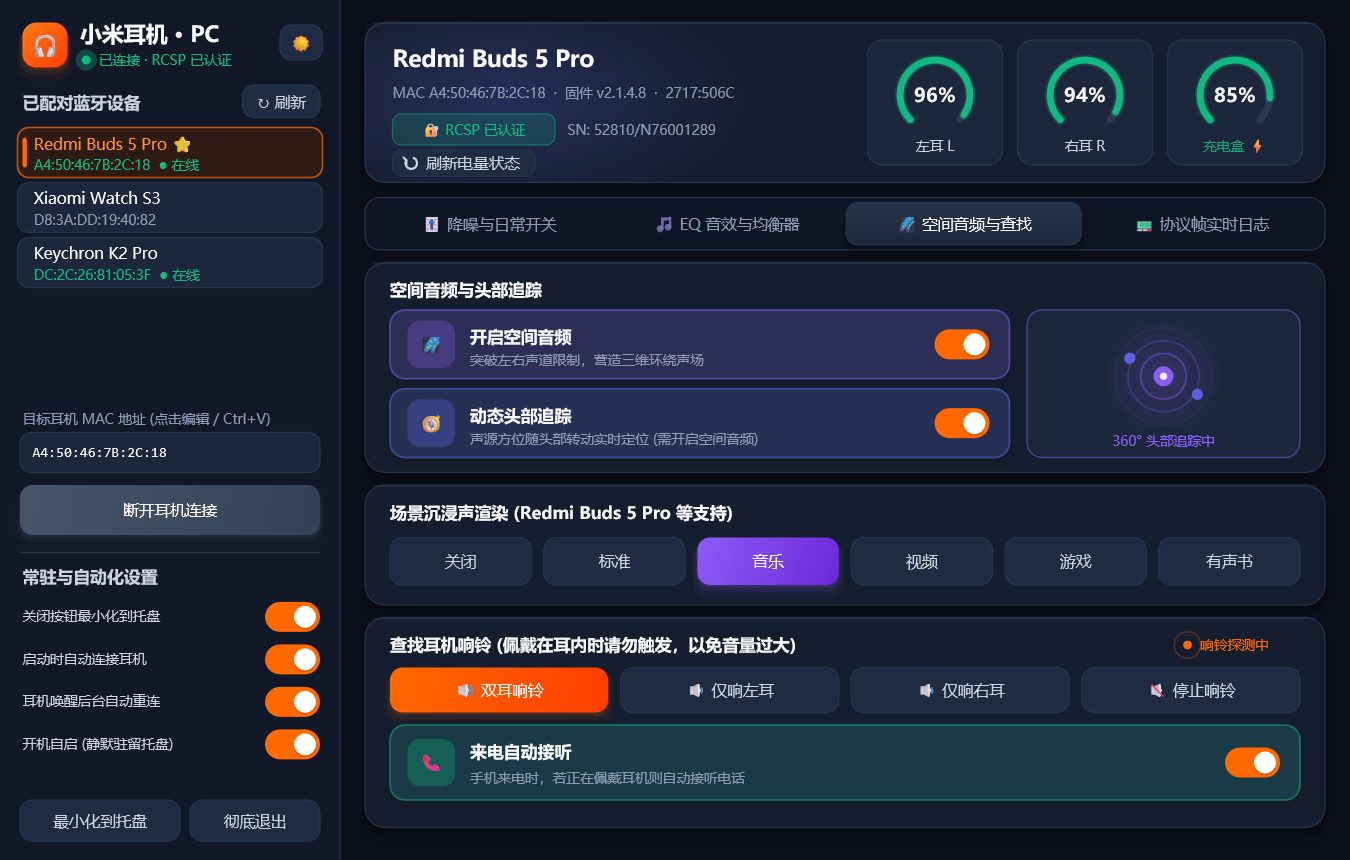 小米耳机 • PC
已连接 · RCSP 已认证
已配对蓝牙设备
↻ 刷新
Redmi Buds 5 Pro ⭐
A4:50:46:7B:2C:18 ● 在线
Xiaomi Watch S3
D8:3A:DD:19:40:82
Keychron K2 Pro
DC:2C:26:81:05:3F ● 在线
目标耳机 MAC 地址 (点击编辑 / Ctrl+V)
A4:50:46:7B:2C:18
断开耳机连接
常驻与自动化设置
关闭按钮最小化到托盘
启动时自动连接耳机
耳机唤醒后台自动重连
开机自启 (静默驻留托盘)
最小化到托盘
彻底退出
Redmi Buds 5 Pro
MAC A4:50:46:7B:2C:18 · 固件 v2.1.4.8 · 2717:506C
RCSP 已认证
SN: 52810/N76001289
刷新电量状态
96%
左耳 L
94%
右耳 R
85%
充电盒
降噪与日常开关
EQ 音效与均衡器
空间音频与查找
协议帧实时日志
空间音频与头部追踪
开启空间音频
突破左右声道限制，营造三维环绕声场
动态头部追踪
声源方位随头部转动实时定位 (需开启空间音频)
360° 头部追踪中
场景沉浸声渲染 (Redmi Buds 5 Pro 等支持)
关闭
标准
音乐
视频
游戏
有声书
查找耳机响铃 (佩戴在耳内时请勿触发，以免音量过大)
响铃探测中
双耳响铃
仅响左耳
仅响右耳
停止响铃
来电自动接听
手机来电时，若正在佩戴耳机则自动接听电话